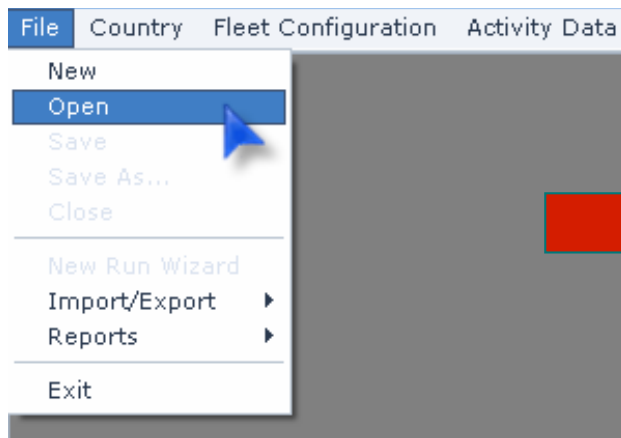 File Country Fleet Configuration Activity Data
New
Open
Save
Save As...
Close
New Run Wizard
Import/Export
Reports
Exit